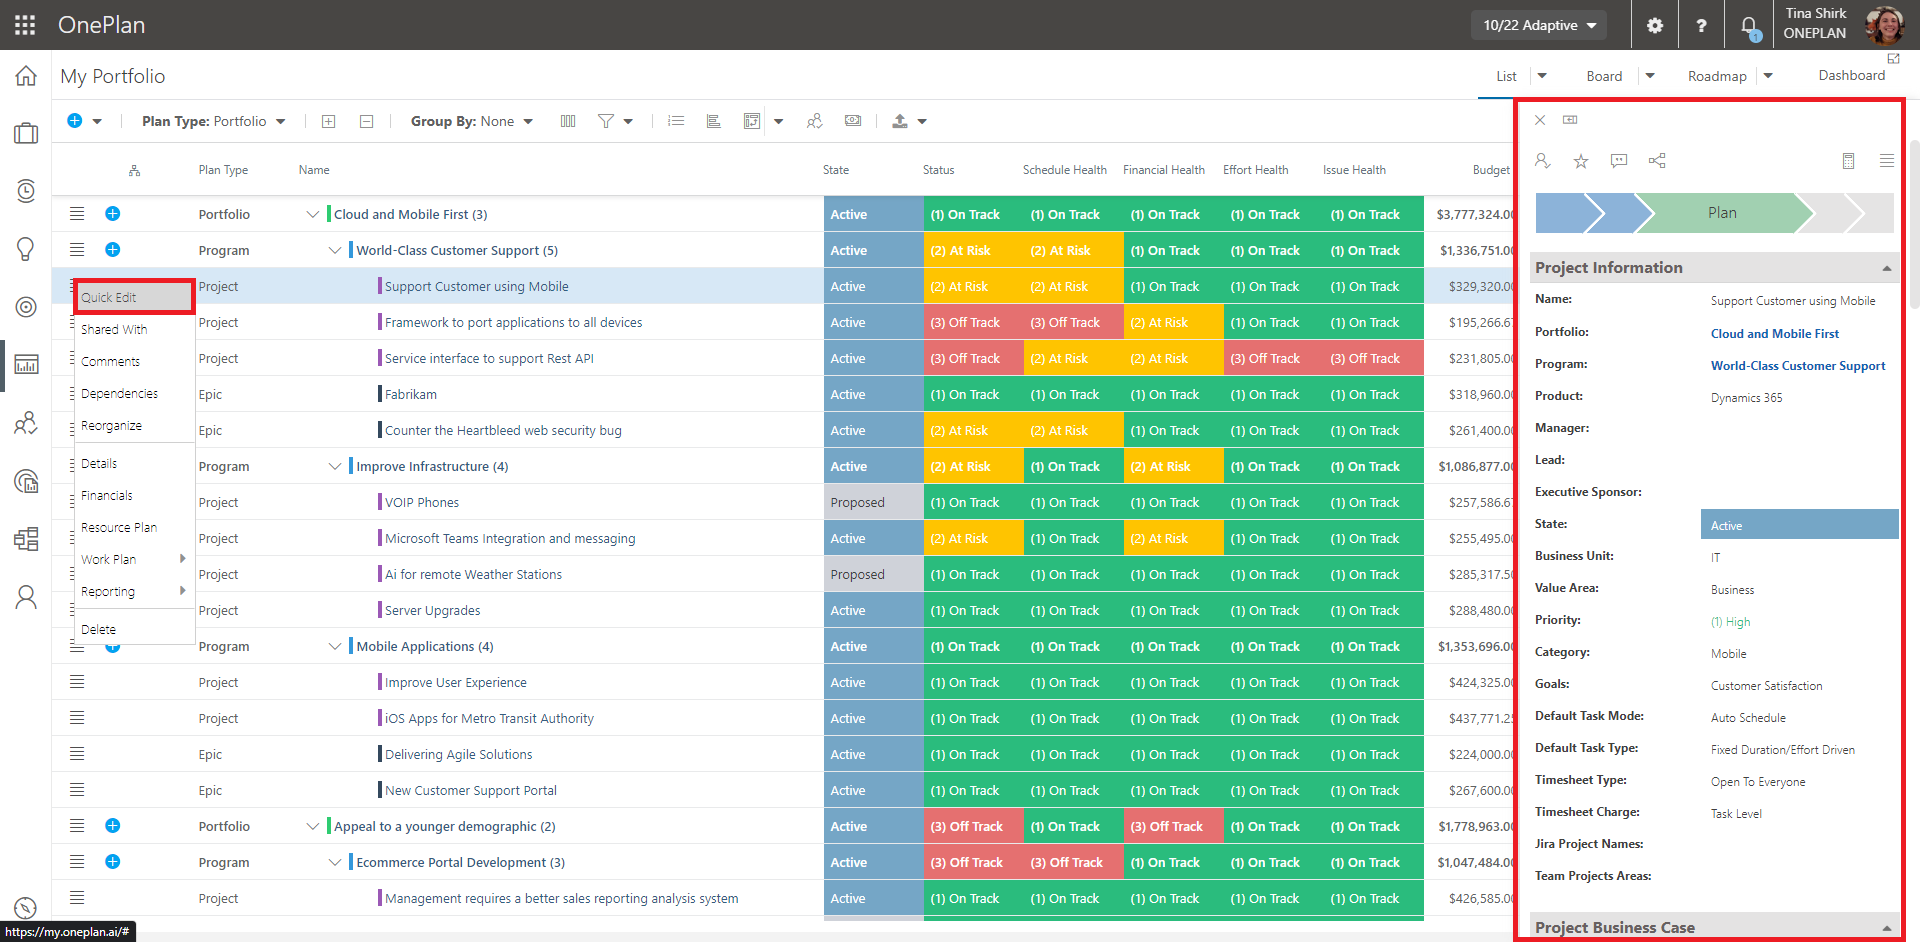 OnePlan
10/22 Adaptive
?
1
Tina Shirk
ONEPLAN
My Portfolio
List
Board
Roadmap
Dashboard
Plan Type: Portfolio
Group By: None
Plan Type Name State Status Schedule Health Financial Health Effort Health Issue Health Budget
Portfolio Cloud and Mobile First (3) Active (1) On Track (1) On Track (1) On Track (1) On Track (1) On Track $3,777,324.00
Program World-Class Customer Support (5) Active (2) At Risk (2) At Risk (1) On Track (1) On Track (1) On Track $1,336,751.00
Project Support Customer using Mobile Active (2) At Risk (2) At Risk (1) On Track (1) On Track (1) On Track $329,320.00
Project Framework to port applications to all devices Active (3) Off Track (3) Off Track (2) At Risk (1) On Track (1) On Track $195,266.67
Project Service interface to support Rest API Active (3) Off Track (2) At Risk (2) At Risk (3) Off Track (3) Off Track $231,805.00
Epic Fabrikam Active (1) On Track (1) On Track (1) On Track (1) On Track (1) On Track $318,960.00
Epic Counter the Heartbleed web security bug Active (2) At Risk (2) At Risk (1) On Track (1) On Track (1) On Track $261,400.00
Program Improve Infrastructure (4) Active (2) At Risk (1) On Track (2) At Risk (1) On Track (1) On Track $1,086,877.00
Project VOIP Phones Proposed (1) On Track (1) On Track (1) On Track (1) On Track (1) On Track $257,586.67
Project Microsoft Teams Integration and messaging Active (2) At Risk (1) On Track (2) At Risk (1) On Track (1) On Track $255,495.00
Project Ai for remote Weather Stations Proposed (1) On Track (1) On Track (1) On Track (1) On Track (1) On Track $285,317.50
Project Server Upgrades Active (1) On Track (1) On Track (1) On Track (1) On Track (1) On Track $288,480.00
Program Mobile Applications (4) Active (1) On Track (1) On Track (1) On Track (1) On Track (1) On Track $1,353,696.00
Project Improve User Experience Active (1) On Track (1) On Track (1) On Track (1) On Track (1) On Track $424,325.00
Project iOS Apps for Metro Transit Authority Active (1) On Track (1) On Track (1) On Track (1) On Track (1) On Track $437,771.25
Epic Delivering Agile Solutions Active (1) On Track (1) On Track (1) On Track (1) On Track (1) On Track $224,000.00
Epic New Customer Support Portal Active (1) On Track (1) On Track (1) On Track (1) On Track (1) On Track $267,600.00
Portfolio Appeal to a younger demographic (2) Active (3) Off Track (1) On Track (3) Off Track (1) On Track (1) On Track $1,778,963.00
Program Ecommerce Portal Development (3) Active (3) Off Track (3) Off Track (1) On Track (1) On Track (1) On Track $1,047,484.00
Project Management requires a better sales reporting analysis system Active (1) On Track (1) On Track (1) On Track (1) On Track (1) On Track $426,585.00
Quick Edit
Shared With
Comments
Dependencies
Reorganize
Details
Financials
Resource Plan
Work Plan
Reporting
Delete
https://my.oneplan.ai/#
Plan
Project Information
Name: Support Customer using Mobile
Portfolio: Cloud and Mobile First
Program: World-Class Customer Support
Product: Dynamics 365
Manager:
Lead:
Executive Sponsor:
State: Active
Business Unit: IT
Value Area: Business
Priority: (1) High
Category: Mobile
Goals: Customer Satisfaction
Default Task Mode: Auto Schedule
Default Task Type: Fixed Duration/Effort Driven
Timesheet Type: Open To Everyone
Timesheet Charge: Task Level
Jira Project Names:
Team Projects Areas:
Project Business Case